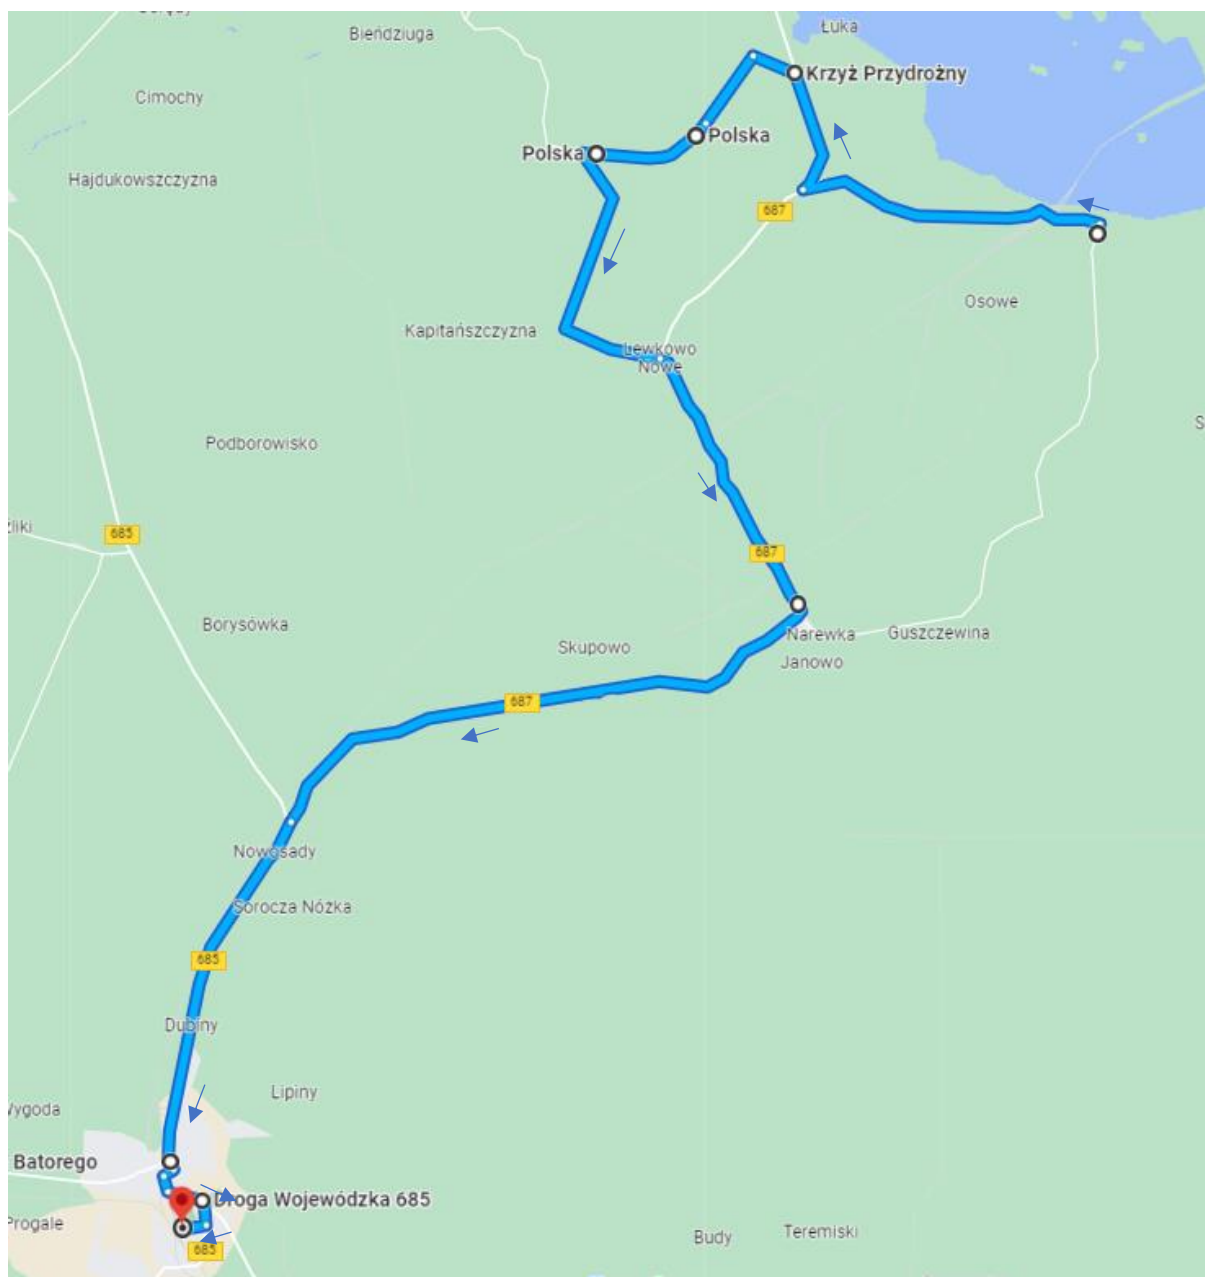 Bieńdziuga
Łuka
Krzyż Przydrożny
Cimochy
Polska
Polska
Hajdukowszczyzna
687
Osowe
Kapitańszczyzna
Lewkowo
Nowe
Podborowisko
685
687
Borysówka
Skupowo
Narewka
Guszczewina
Janowo
687
Nowosady
Sorocza Nóżka
685
Dubiny
Lipiny
Batorego
Droga Wojewódzka 685
Progale
685
Budy
Teremiski